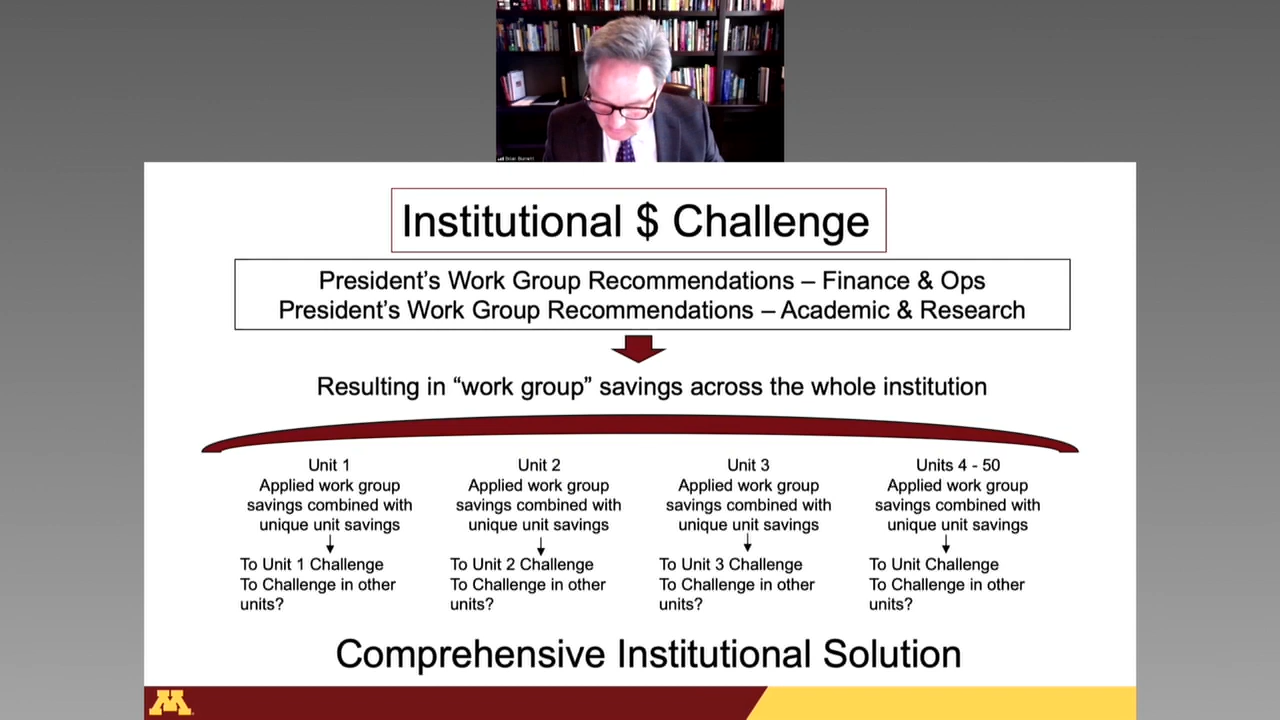 Brian Burnett
Institutional $ Challenge
President's Work Group Recommendations – Finance & Ops
President's Work Group Recommendations – Academic & Research
Resulting in “work group” savings across the whole institution
Unit 1
Applied work group
savings combined with
unique unit savings
To Unit 1 Challenge
To Challenge in other
units?
Unit 2
Applied work group
savings combined with
unique unit savings
To Unit 2 Challenge
To Challenge in other
units?
Unit 3
Applied work group
savings combined with
unique unit savings
To Unit 3 Challenge
To Challenge in other
units?
Units 4 - 50
Applied work group
savings combined with
unique unit savings
To Unit Challenge
To Challenge in other
units?
Comprehensive Institutional Solution
M